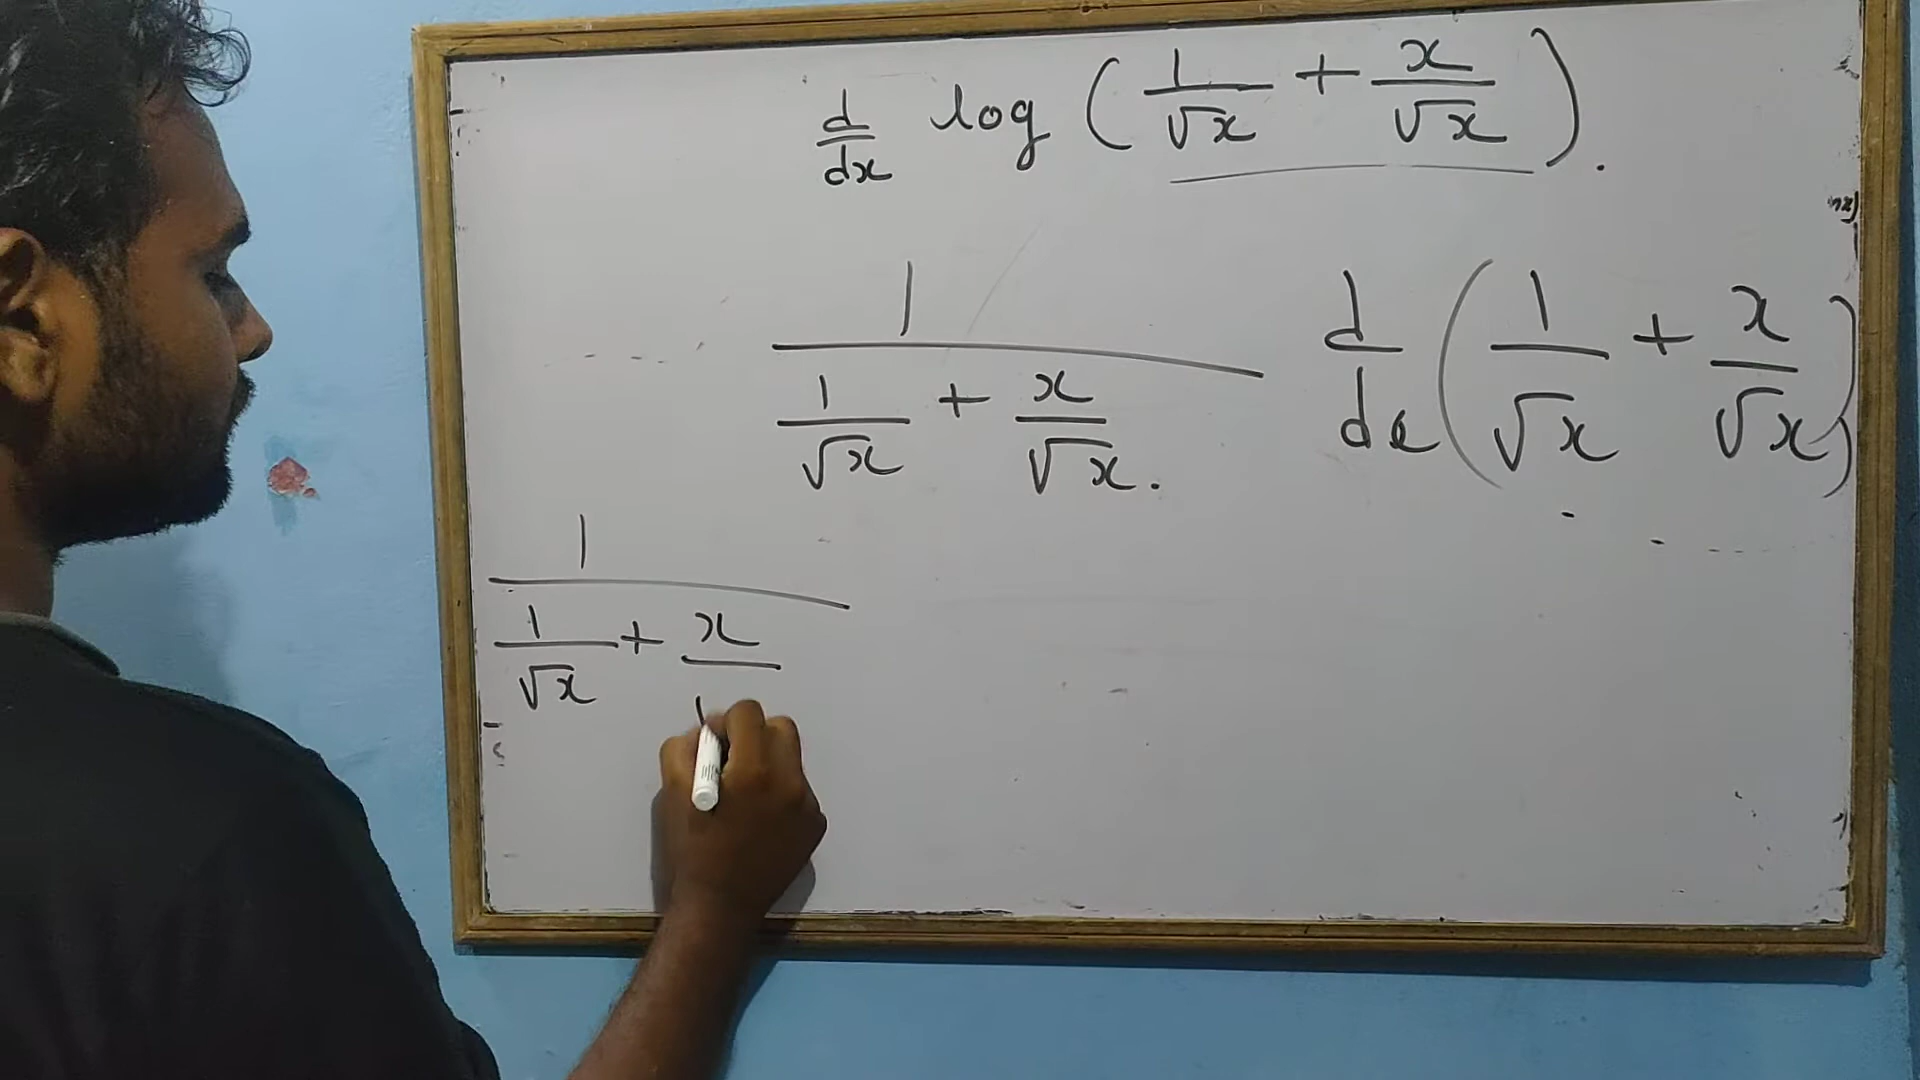 d/dx log (1/√x + x/√x).
1/(1/√x + x/√x.) d/dx (1/√x + x/√x)
1/(1/√x + x/